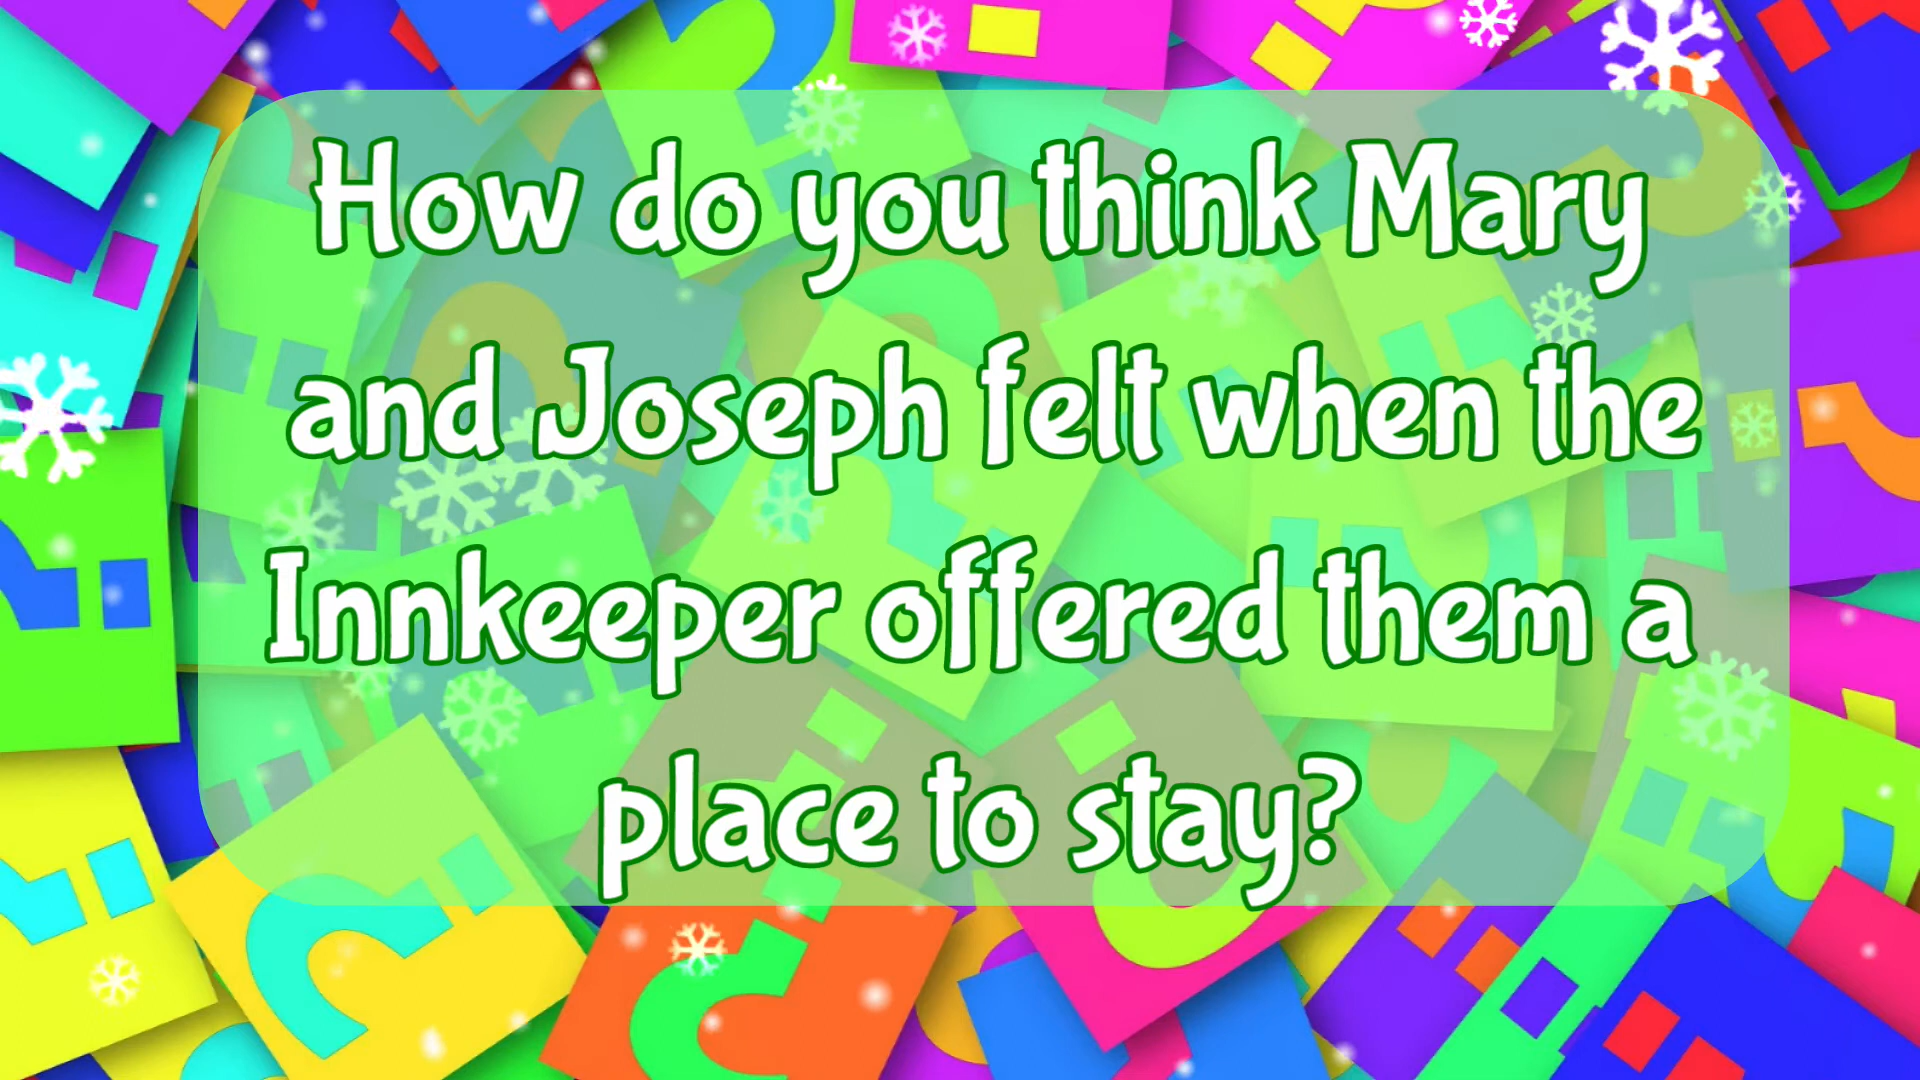 How do you think Mary
and Joseph felt when the
Innkeeper offered them a
place to stay?